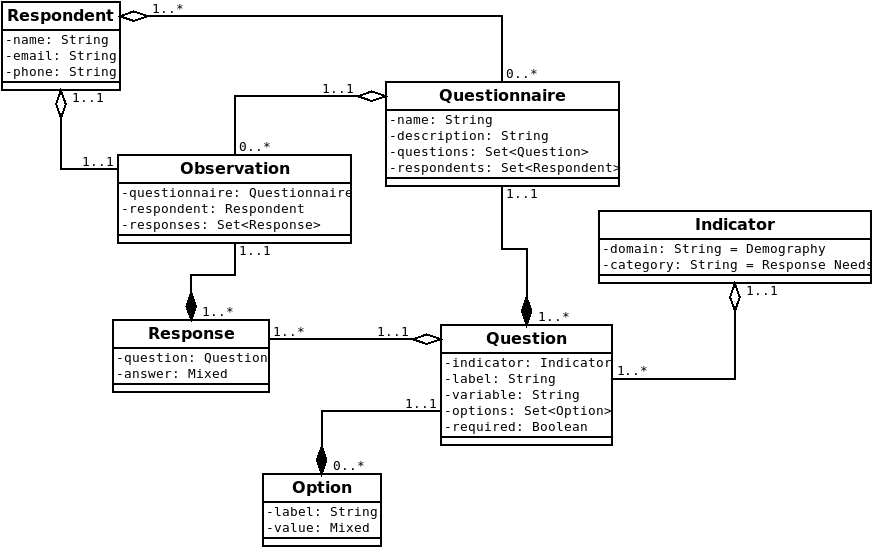 Respondent
-name: String
-email: String
-phone: String
1..*
0..*
1..1
1..1
Questionnaire
-name: String
-description: String
-questions: Set<Question>
-respondents: Set<Respondent>
1..1
0..*
1..1
Observation
-questionnaire: Questionnaire
-respondent: Respondent
-responses: Set<Response>
1..1
1..*
1..1
1..*
Indicator
-domain: String = Demography
-category: String = Response Needs
1..1
1..*
Response
-question: Question
-answer: Mixed
1..*
1..1
Question
-indicator: Indicator
-label: String
-variable: String
-options: Set<Option>
-required: Boolean
1..1
0..*
Option
-label: String
-value: Mixed